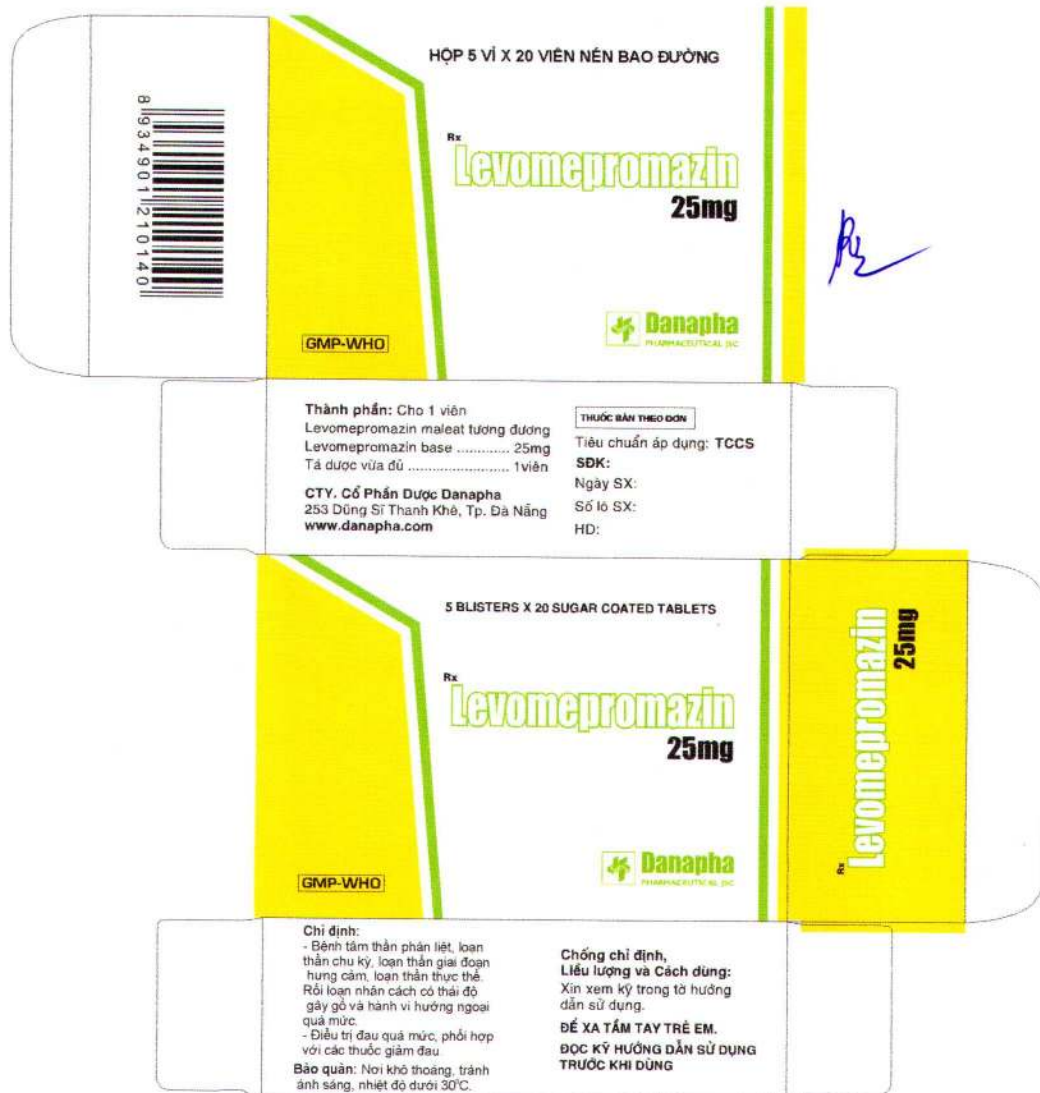 8934901210140
HỘP 5 VỈ X 20 VIÊN NÉN BAO ĐƯỜNG
Rx
Levomepromazin
25mg
Danapha
PHARMACEUTICAL JSC
GMP-WHO
Thành phần: Cho 1 viên
Levomepromazin maleat tương đương
Levomepromazin base ............ 25mg
Tá dược vừa đủ ........................ 1viên
CTY. Cổ Phần Dược Danapha
253 Dũng Sĩ Thanh Khê, Tp. Đà Nẵng
www.danapha.com
THUỐC BÁN THEO ĐƠN
Tiêu chuẩn áp dụng: TCCS
SĐK:
Ngày SX:
Số lô SX:
HD:
5 BLISTERS X 20 SUGAR COATED TABLETS
Rx
Levomepromazin
25mg
Danapha
PHARMACEUTICAL JSC
GMP-WHO
Rx
Levomepromazin
25mg
Chỉ định:
- Bệnh tâm thần phân liệt, loạn
thần chu kỳ, loạn thần giai đoạn
hưng cảm, loạn thần thực thể.
Rối loạn nhân cách có thái độ
gây gổ và hành vi hướng ngoại
quá mức.
- Điều trị đau quá mức, phối hợp
với các thuốc giảm đau
Bảo quản: Nơi khô thoáng, tránh
ánh sáng, nhiệt độ dưới 30°C.
Chống chỉ định,
Liều lượng và Cách dùng:
Xin xem kỹ trong tờ hướng
dẫn sử dụng.
ĐỂ XA TẦM TAY TRẺ EM.
ĐỌC KỸ HƯỚNG DẪN SỬ DỤNG
TRƯỚC KHI DÙNG